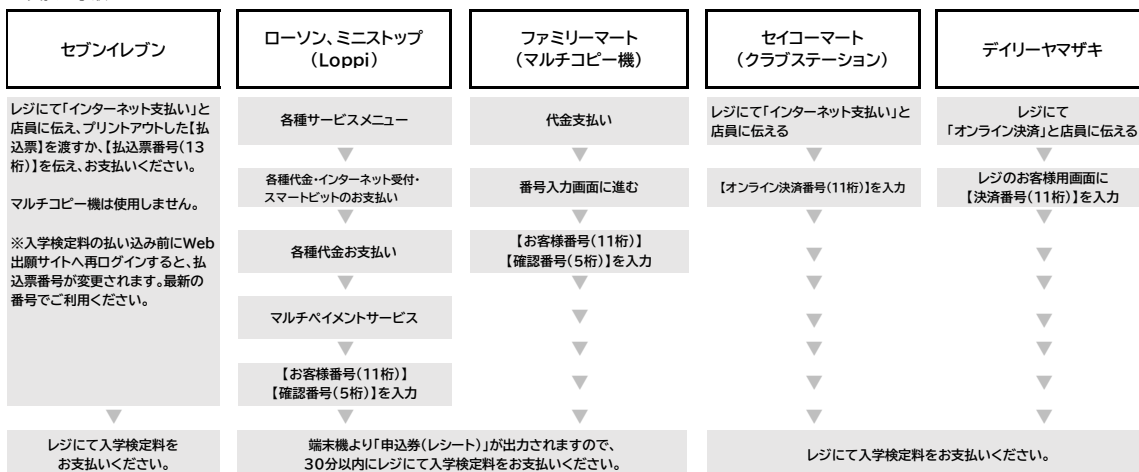 セブンイレブン
レジにて「インターネット支払い」と
店員に伝え、プリントアウトした【払
込票】を渡すか、【払込票番号(13
桁)】を伝え、お支払いください。
マルチコピー機は使用しません。
※入学検定料の払い込み前にWeb
出願サイトへ再ログインすると、払
込票番号が変更されます。最新の
番号でご利用ください。
レジにて入学検定料を
お支払いください。
ローソン、ミニストップ
(Loppi)
各種サービスメニュー
各種代金・インターネット受付・
スマートピットのお支払い
各種代金お支払い
マルチペイメントサービス
【お客様番号(11桁)】
【確認番号(5桁)】を入力
ファミリーマート
(マルチコピー機)
代金支払い
番号入力画面に進む
【お客様番号(11桁)】
【確認番号(5桁)】を入力
端末機より「申込券(レシート)」が出力されますので、
30分以内にレジにて入学検定料をお支払いください。
セイコーマート
(クラブステーション)
レジにて「インターネット支払い」と
店員に伝える
【オンライン決済番号(11桁)】を入力
デイリーヤマザキ
レジにて
「オンライン決済」と店員に伝える
レジのお客様用画面に
【決済番号(11桁)】を入力
レジにて入学検定料をお支払いください。